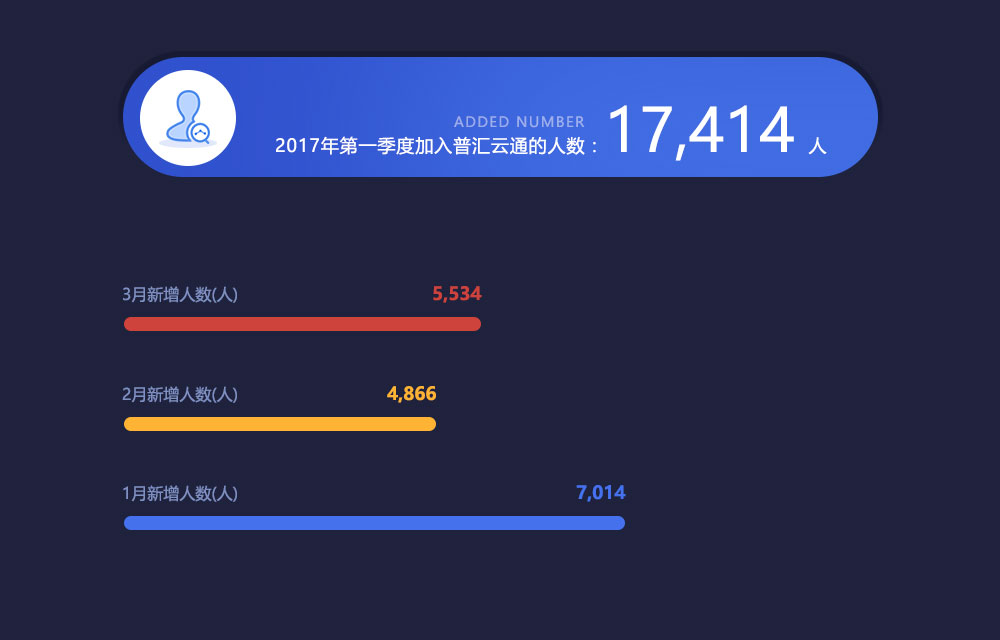 ADDED NUMBER
2017年第一季度加入普汇云通的人数：17,414 人
3月新增人数(人) 5,534
2月新增人数(人) 4,866
1月新增人数(人) 7,014